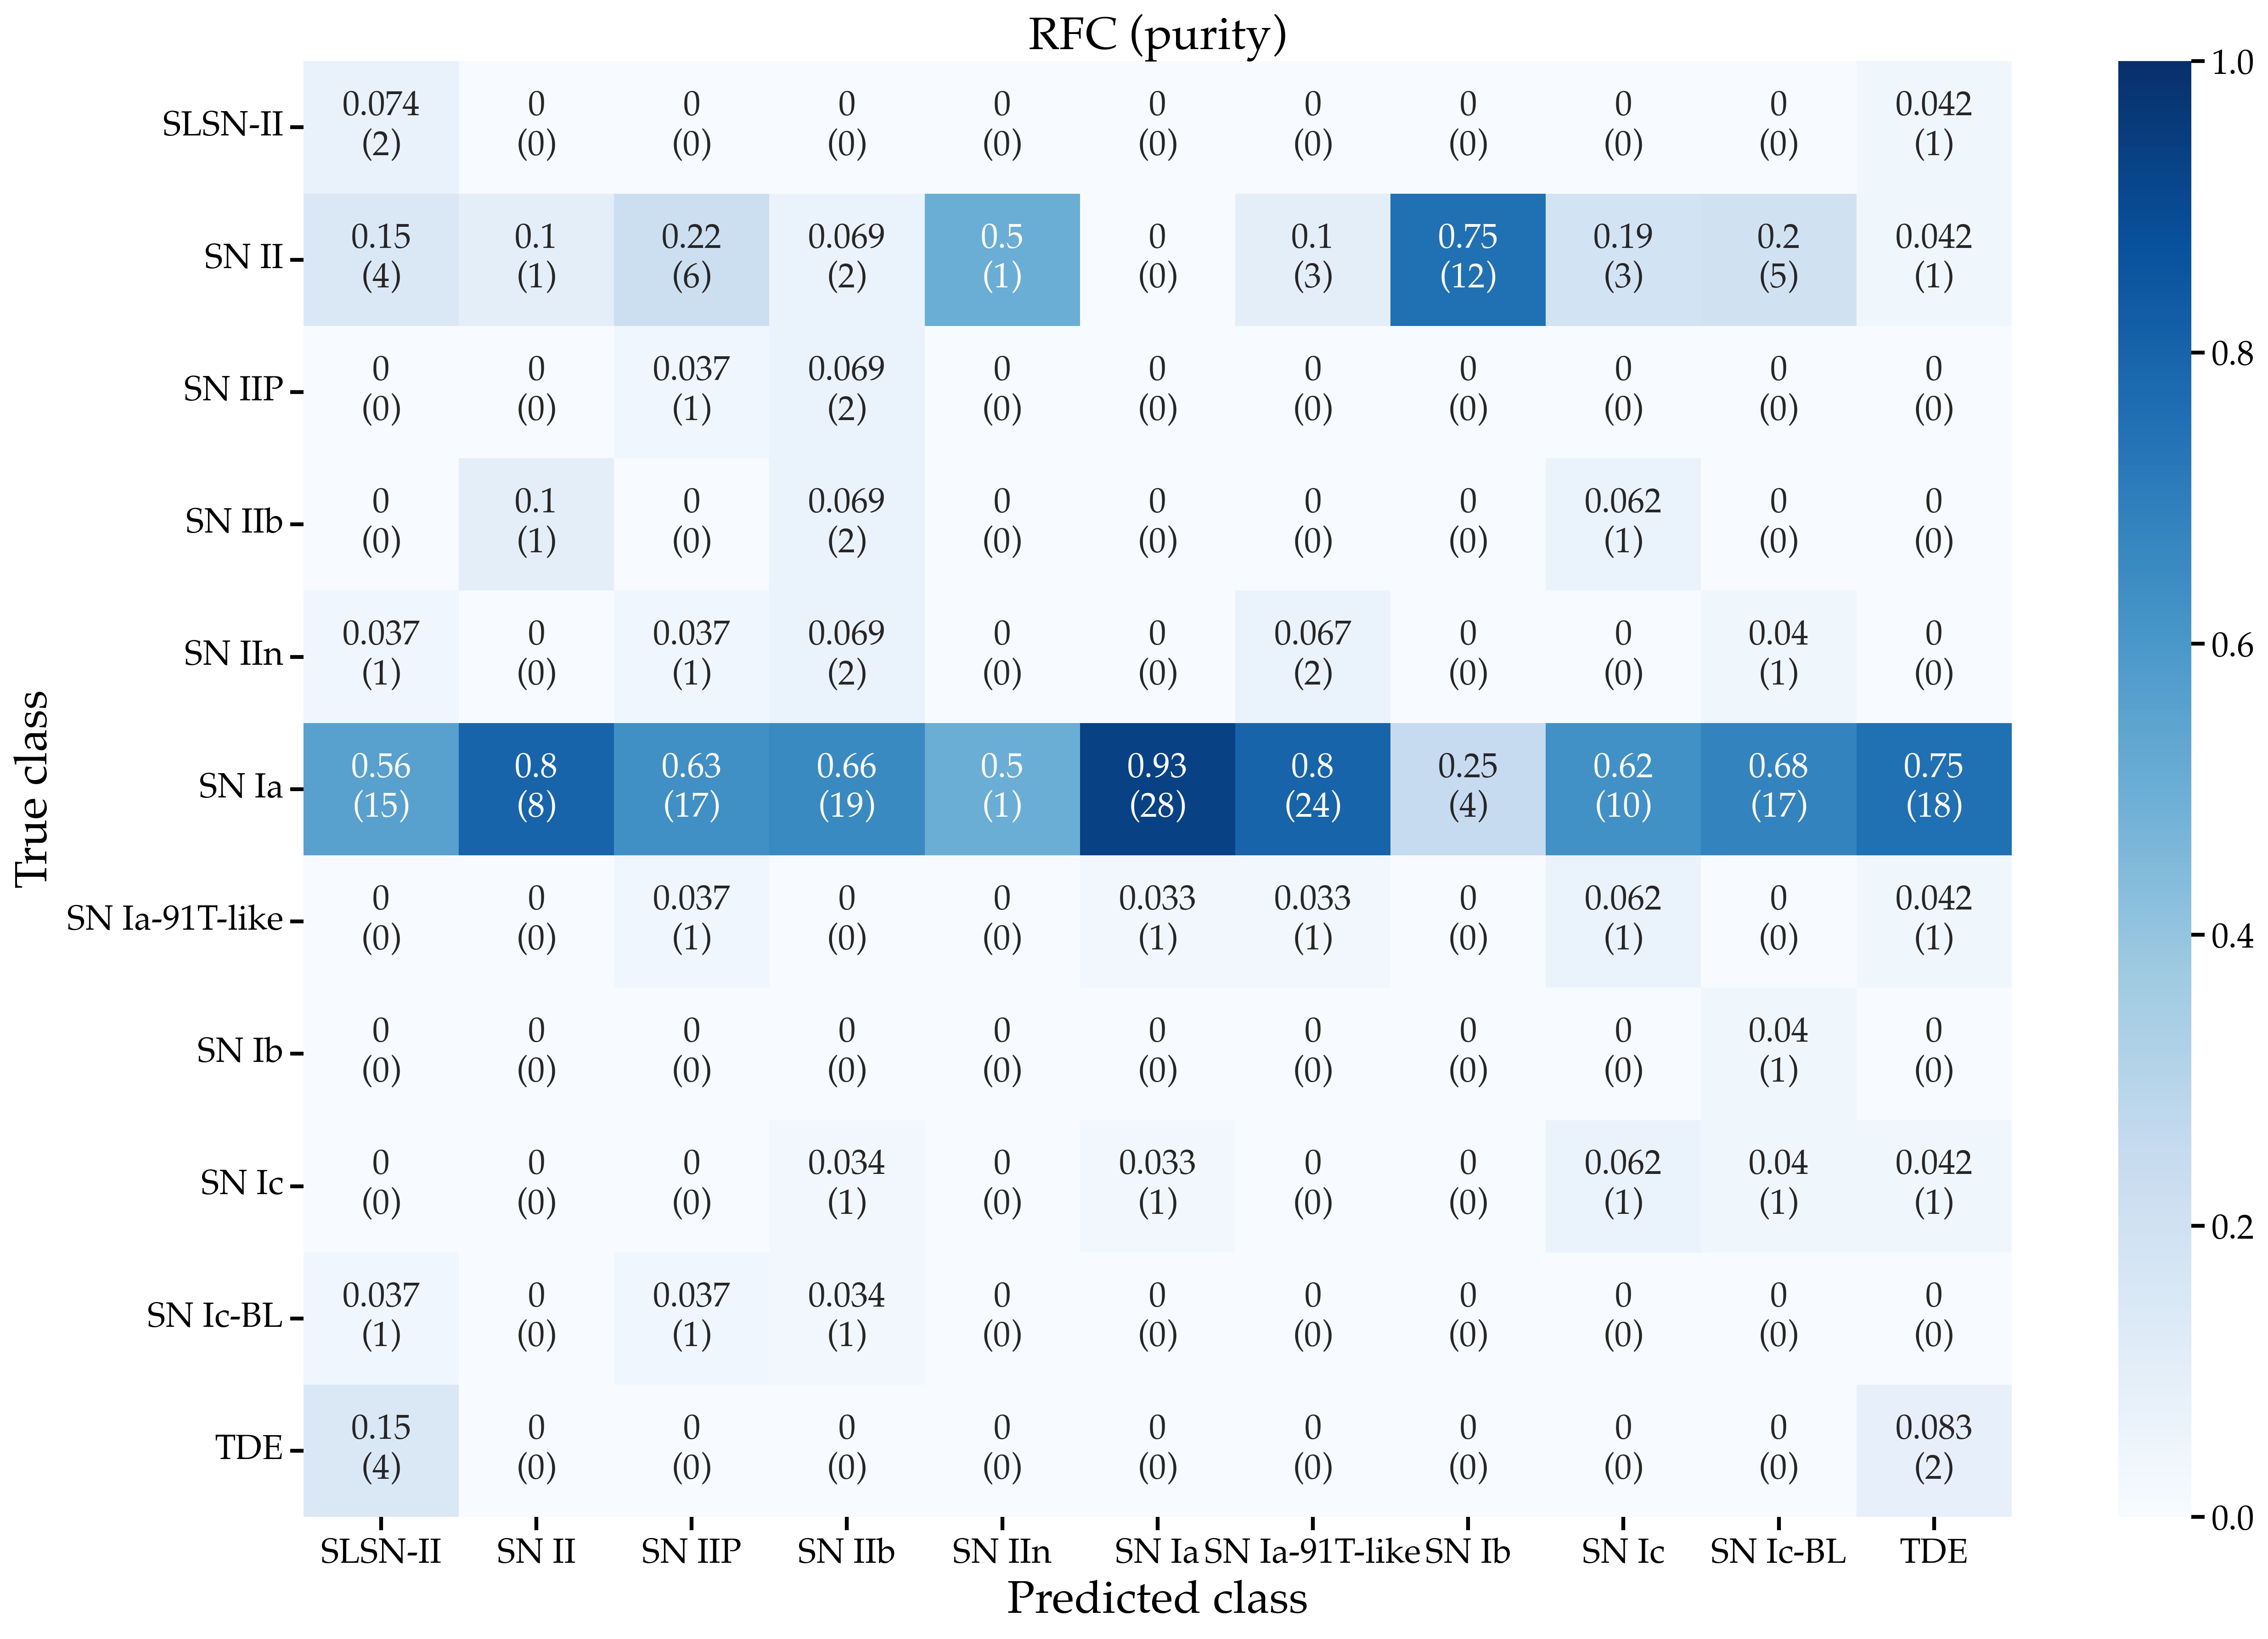 RFC (purity)
SLSN-II 0.074 0 0 0 0 0 0 0 0 0 0.042
(2) (0) (0) (0) (0) (0) (0) (0) (0) (0) (1)
SN II 0.15 0.1 0.22 0.069 0.5 0 0.1 0.75 0.19 0.2 0.042
(4) (1) (6) (2) (1) (0) (3) (12) (3) (5) (1)
SN IIP 0 0 0.037 0.069 0 0 0 0 0 0 0
(0) (0) (1) (2) (0) (0) (0) (0) (0) (0) (0)
SN IIb 0 0.1 0 0.069 0 0 0 0 0.062 0 0
(0) (1) (0) (2) (0) (0) (0) (0) (1) (0) (0)
SN IIn 0.037 0 0.037 0.069 0 0 0.067 0 0 0.04 0
(1) (0) (1) (2) (0) (0) (2) (0) (0) (1) (0)
SN Ia 0.56 0.8 0.63 0.66 0.5 0.93 0.8 0.25 0.62 0.68 0.75
(15) (8) (17) (19) (1) (28) (24) (4) (10) (17) (18)
SN Ia-91T-like 0 0 0.037 0 0 0.033 0.033 0 0.062 0 0.042
(0) (0) (1) (0) (0) (1) (1) (0) (1) (0) (1)
SN Ib 0 0 0 0 0 0 0 0 0 0.04 0
(0) (0) (0) (0) (0) (0) (0) (0) (0) (1) (0)
SN Ic 0 0 0 0.034 0 0.033 0 0 0.062 0.04 0.042
(0) (0) (0) (1) (0) (1) (0) (0) (1) (1) (1)
SN Ic-BL 0.037 0 0.037 0.034 0 0 0 0 0 0 0
(1) (0) (1) (1) (0) (0) (0) (0) (0) (0) (0)
TDE 0.15 0 0 0 0 0 0 0 0 0 0.083
(4) (0) (0) (0) (0) (0) (0) (0) (0) (0) (2)
SLSN-II SN II SN IIP SN IIb SN IIn SN Ia SN Ia-91T-like SN Ib SN Ic SN Ic-BL TDE
Predicted class
True class
1.0
0.8
0.6
0.4
0.2
0.0